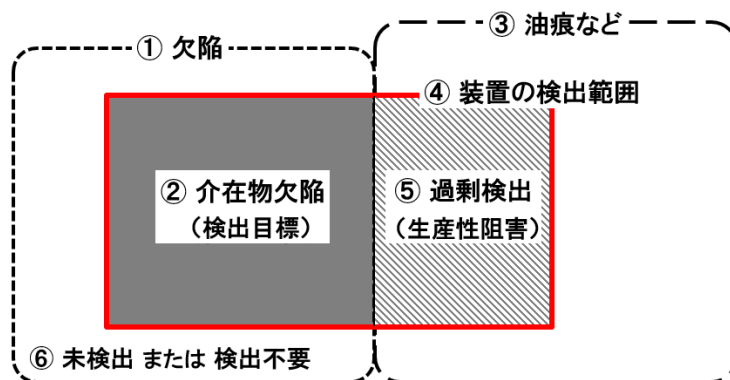 ③ 油痕など
① 欠陥
④ 装置の検出範囲
② 介在物欠陥
（検出目標）
⑤ 過剰検出
（生産性阻害）
⑥ 未検出 または 検出不要